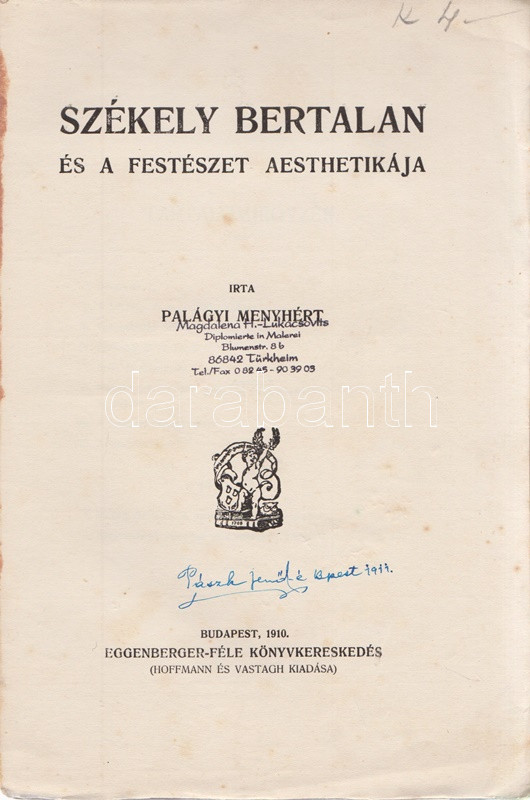 K 4.-
SZÉKELY BERTALAN
ÉS A FESTÉSZET AESTHETIKÁJA
IRTA
PALÁGYI MENYHÉRT
Magdalena H.-Lukácsovits
Diplomierte in Malerei
Blumenstr. 8 b
86842 Türkheim
Tel./Fax 0 82 45 - 90 39 03
darabanth
Budapest 1977.
BUDAPEST, 1910.
EGGENBERGER-FÉLE KÖNYVKERESKEDÉS
(HOFFMANN ÉS VASTAGH KIADÁSA)